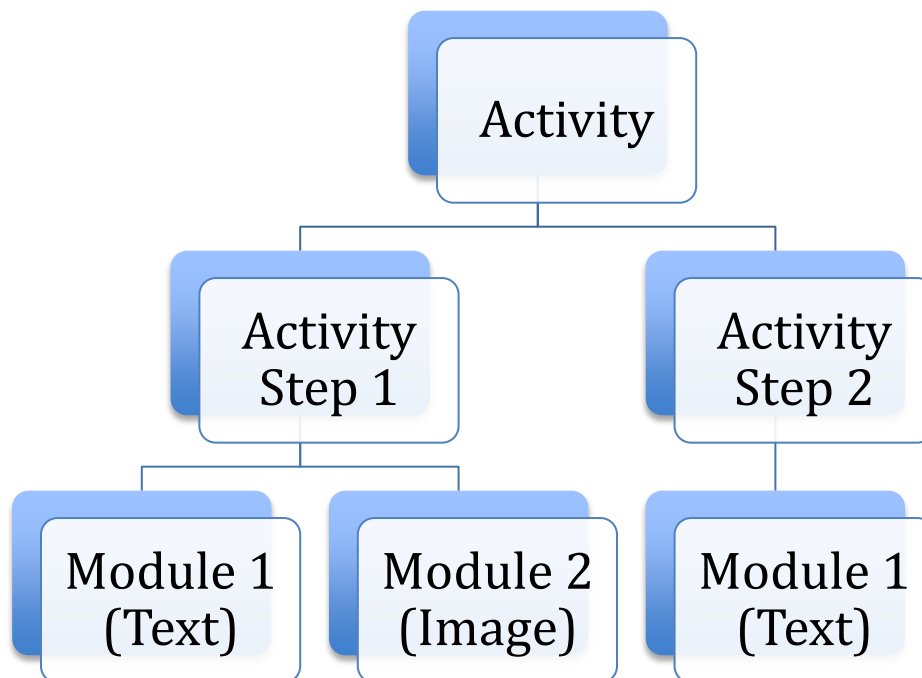 Activity
Activity
Step 1
Activity
Step 2
Module 1
(Text)
Module 2
(Image)
Module 1
(Text)